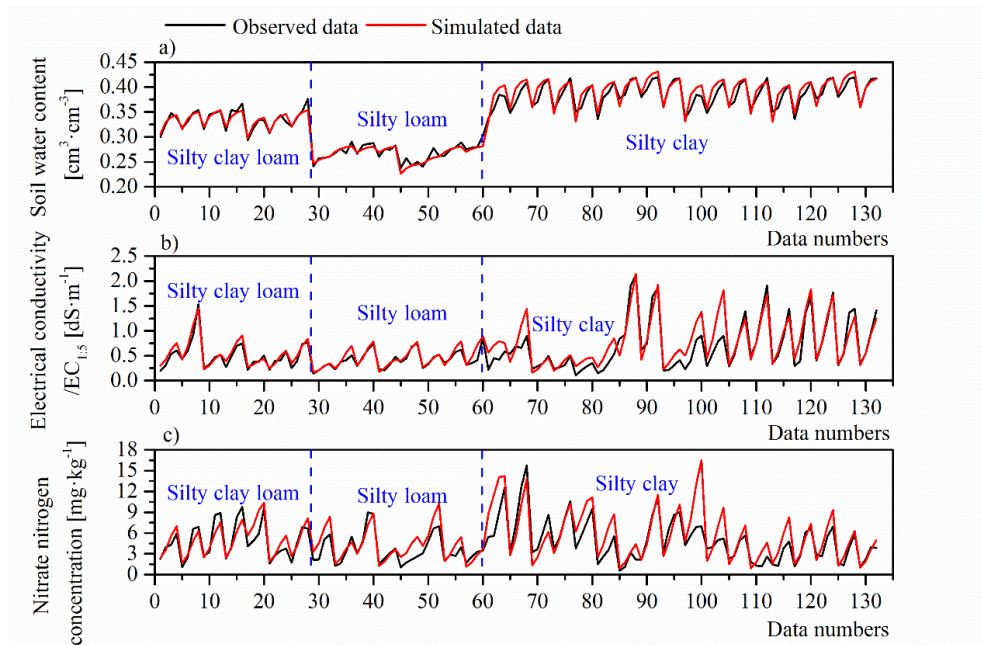 Observed data Simulated data
a)
Soil water content
[cm³·cm⁻³]
0.45
0.40
0.35
0.30
0.25
0.20
Silty clay loam
Silty loam
Silty clay
0 10 20 30 40 50 60 70 80 90 100 110 120 130
Data numbers
b)
Electrical conductivity
/EC₁:₅ [dS·m⁻¹]
2.5
2.0
1.5
1.0
0.5
0.0
Silty clay loam
Silty loam
Silty clay
0 10 20 30 40 50 60 70 80 90 100 110 120 130
Data numbers
c)
Nitrate nitrogen
concentration [mg·kg⁻¹]
18
15
12
9
6
3
0
Silty clay loam
Silty loam
Silty clay
0 10 20 30 40 50 60 70 80 90 100 110 120 130
Data numbers